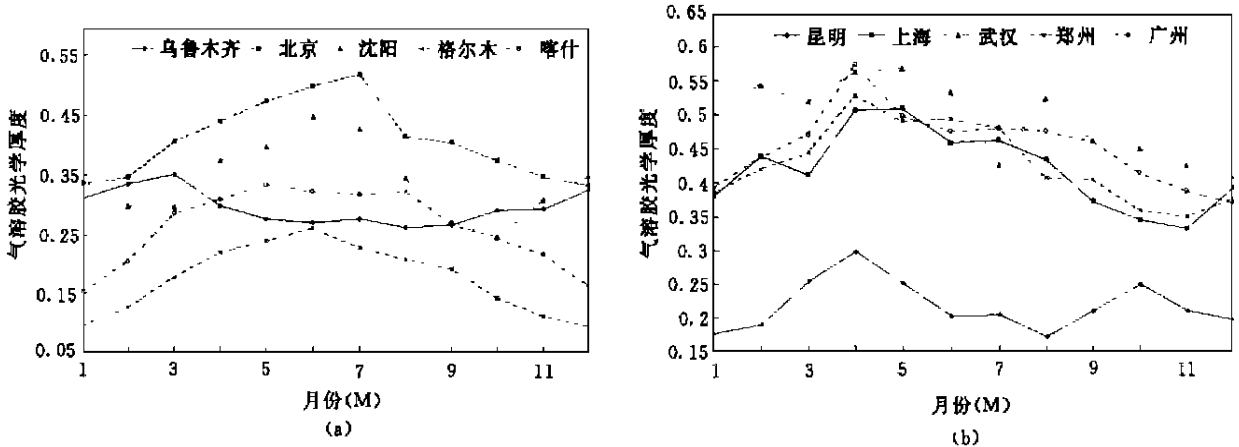 乌鲁木齐 北京 沈阳 格尔木 喀什
0.55
0.45
0.35
0.25
0.15
0.05
气溶胶光学厚度
1 3 5 7 9 11
月份(M)
(a)
昆明 上海 武汉 郑州 广州
0.65
0.6
0.55
0.5
0.45
0.4
0.35
0.3
0.25
0.2
0.15
气溶胶光学厚度
1 3 5 7 9 11
月份(M)
(b)